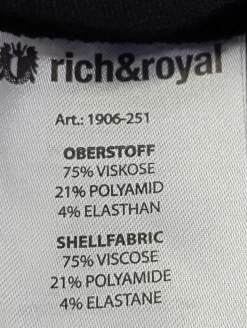 rich&royal
Art.: 1906-251
OBERSTOFF
75% VISKOSE
21% POLYAMID
4% ELASTHAN
SHELLFABRIC
75% VISCOSE
21% POLYAMIDE
4% ELASTANE